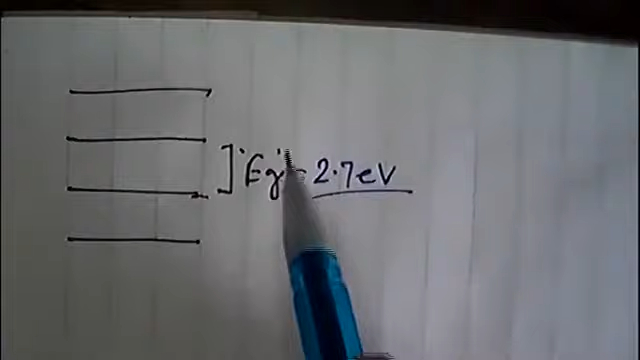 ] 'Eg' = 2.7eV